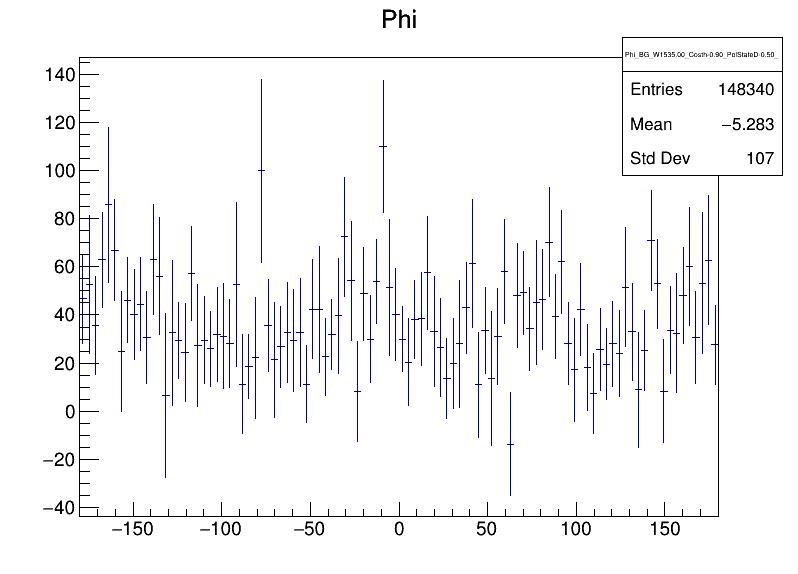 Phi
Phi_BG_W1535.00_Costh-0.90_PolStateD-0.50_
Entries 148340
Mean −5.283
Std Dev 107
140
120
100
80
60
40
20
0
−20
−40
−150 −100 −50 0 50 100 150